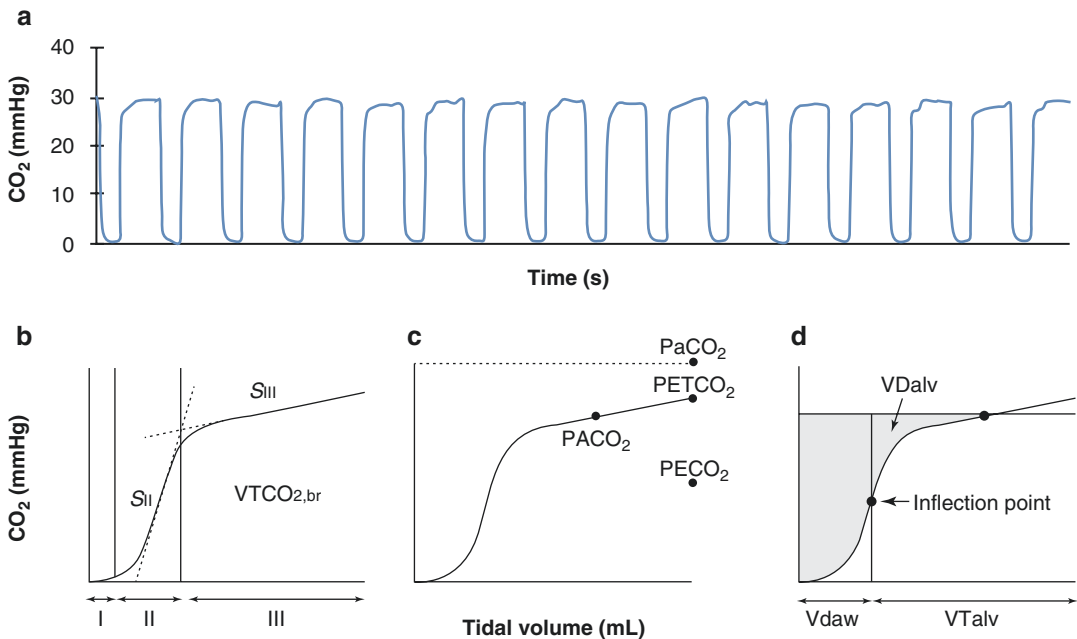 a
40
30
20
10
0
CO₂ (mmHg)
Time (s)
b
c
d
CO₂ (mmHg)
SIII
SII
VTCO₂,br
I
II
III
PaCO₂
PETCO₂
PACO₂
PECO₂
Tidal volume (mL)
VDalv
Inflection point
Vdaw
VTalv